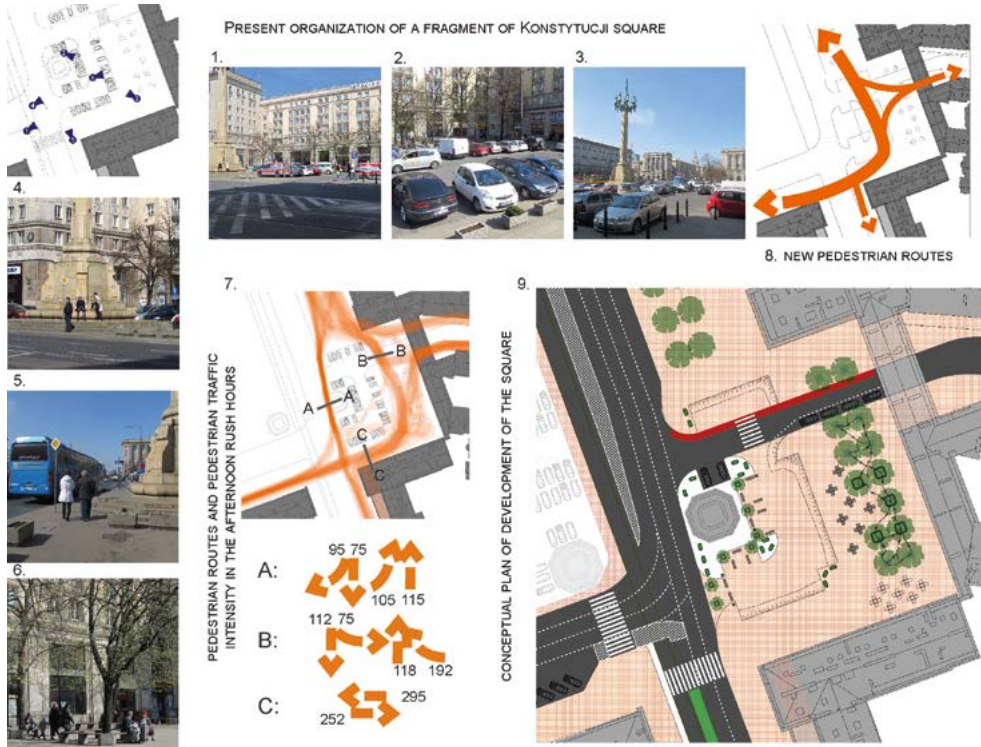 PRESENT ORGANIZATION OF A FRAGMENT OF KONSTYTUCJI SQUARE
1.
2.
3.
4.
8. NEW PEDESTRIAN ROUTES
5.
6.
7.
PEDESTRIAN ROUTES AND PEDESTRIAN TRAFFIC
INTENSITY IN THE AFTERNOON RUSH HOURS
B B
A A
C
C
A:
95 75
105 115
B:
112 75
118 192
C:
295
252
9.
CONCEPTUAL PLAN OF DEVELOPMENT OF THE SQUARE